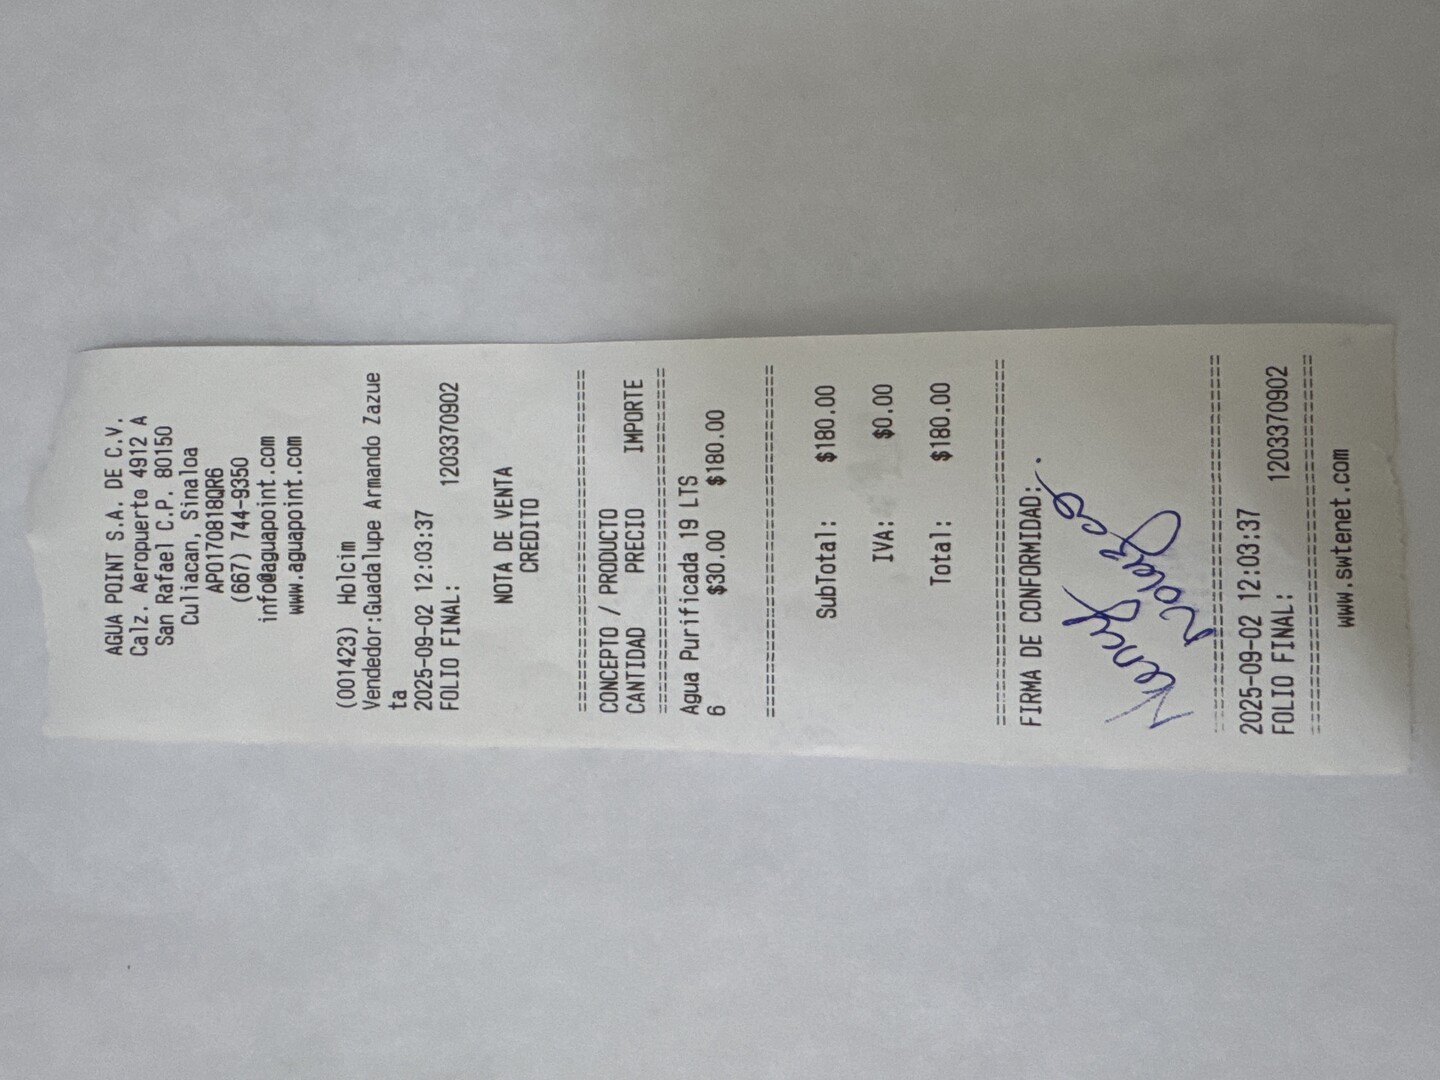 AGUA POINT S.A. DE C.V.
Calz. Aeropuerto 4912 A
San Rafael C.P. 80150
Culiacan, Sinaloa
APO170818QR6
(667) 744-9350
info@aguapoint.com
www.aguapoint.com
(001423) Holcim
Vendedor:Guadalupe Armando Zazue
ta
2025-09-02 12:03:37
FOLIO FINAL: 1203370902
NOTA DE VENTA
CREDITO
================================
CONCEPTO / PRODUCTO
CANTIDAD PRECIO IMPORTE
================================
Agua Purificada 19 LTS
6 $30.00 $180.00
================================
SubTotal: $180.00
IVA: $0.00
Total: $180.00
================================
FIRMA DE CONFORMIDAD:
================================
2025-09-02 12:03:37
FOLIO FINAL: 1203370902
================================
www.swtenet.com